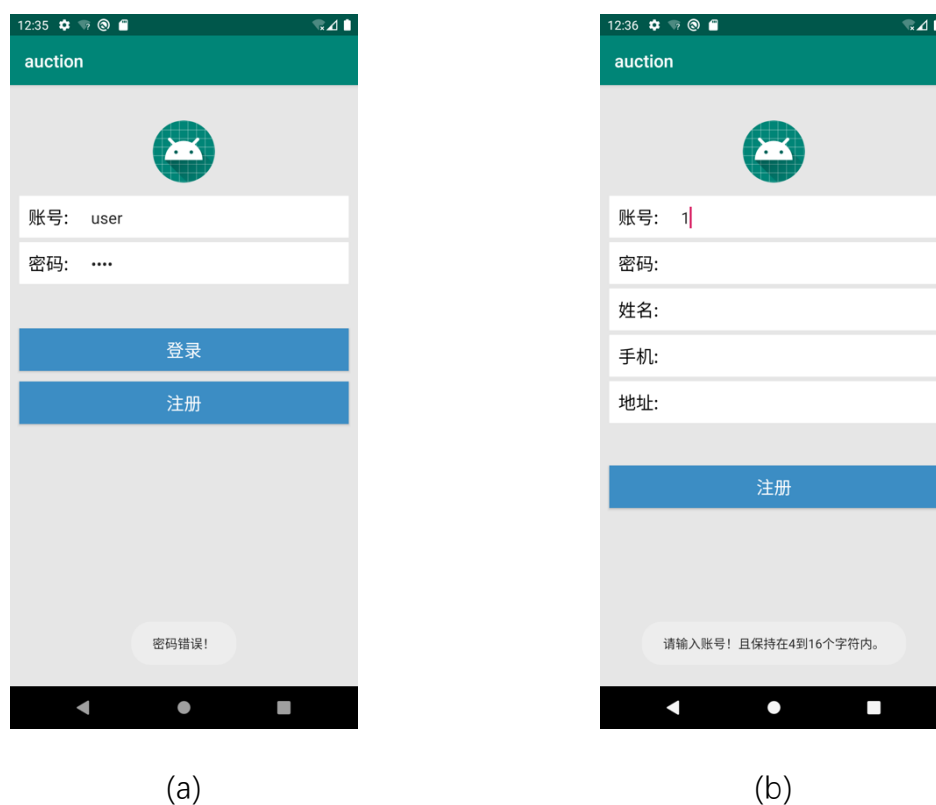 12:35
auction
账号: user
密码: ····
登录
注册
密码错误!
(a)
12:36
auction
账号: 1
密码:
姓名:
手机:
地址:
注册
请输入账号！且保持在4到16个字符内。
(b)